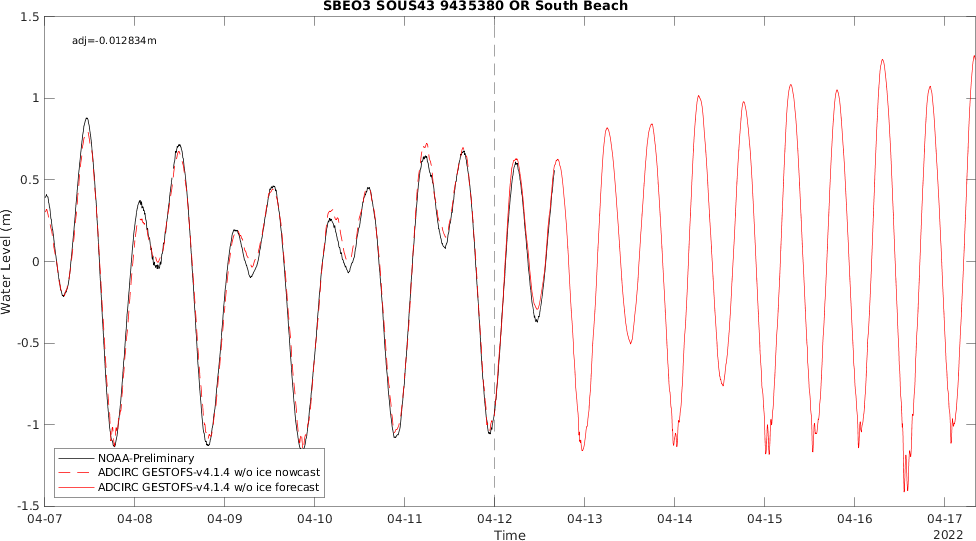 SBEO3 SOUS43 9435380 OR South Beach
adj=-0.012834m
1.5
1
0.5
0
-0.5
-1
-1.5
Water Level (m)
NOAA-Preliminary
ADCIRC GESTOFS-v4.1.4 w/o ice nowcast
ADCIRC GESTOFS-v4.1.4 w/o ice forecast
04-07 04-08 04-09 04-10 04-11 04-12 04-13 04-14 04-15 04-16 04-17
Time
2022